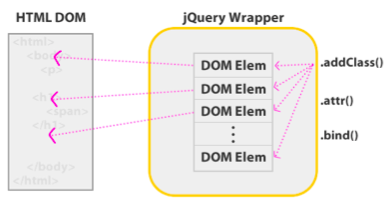 HTML DOM
<html>
<body>
<p>
<h1>
<span>
</h1>
</body>
</html>
jQuery Wrapper
DOM Elem
DOM Elem
DOM Elem
DOM Elem
.addClass()
.attr()
.bind()